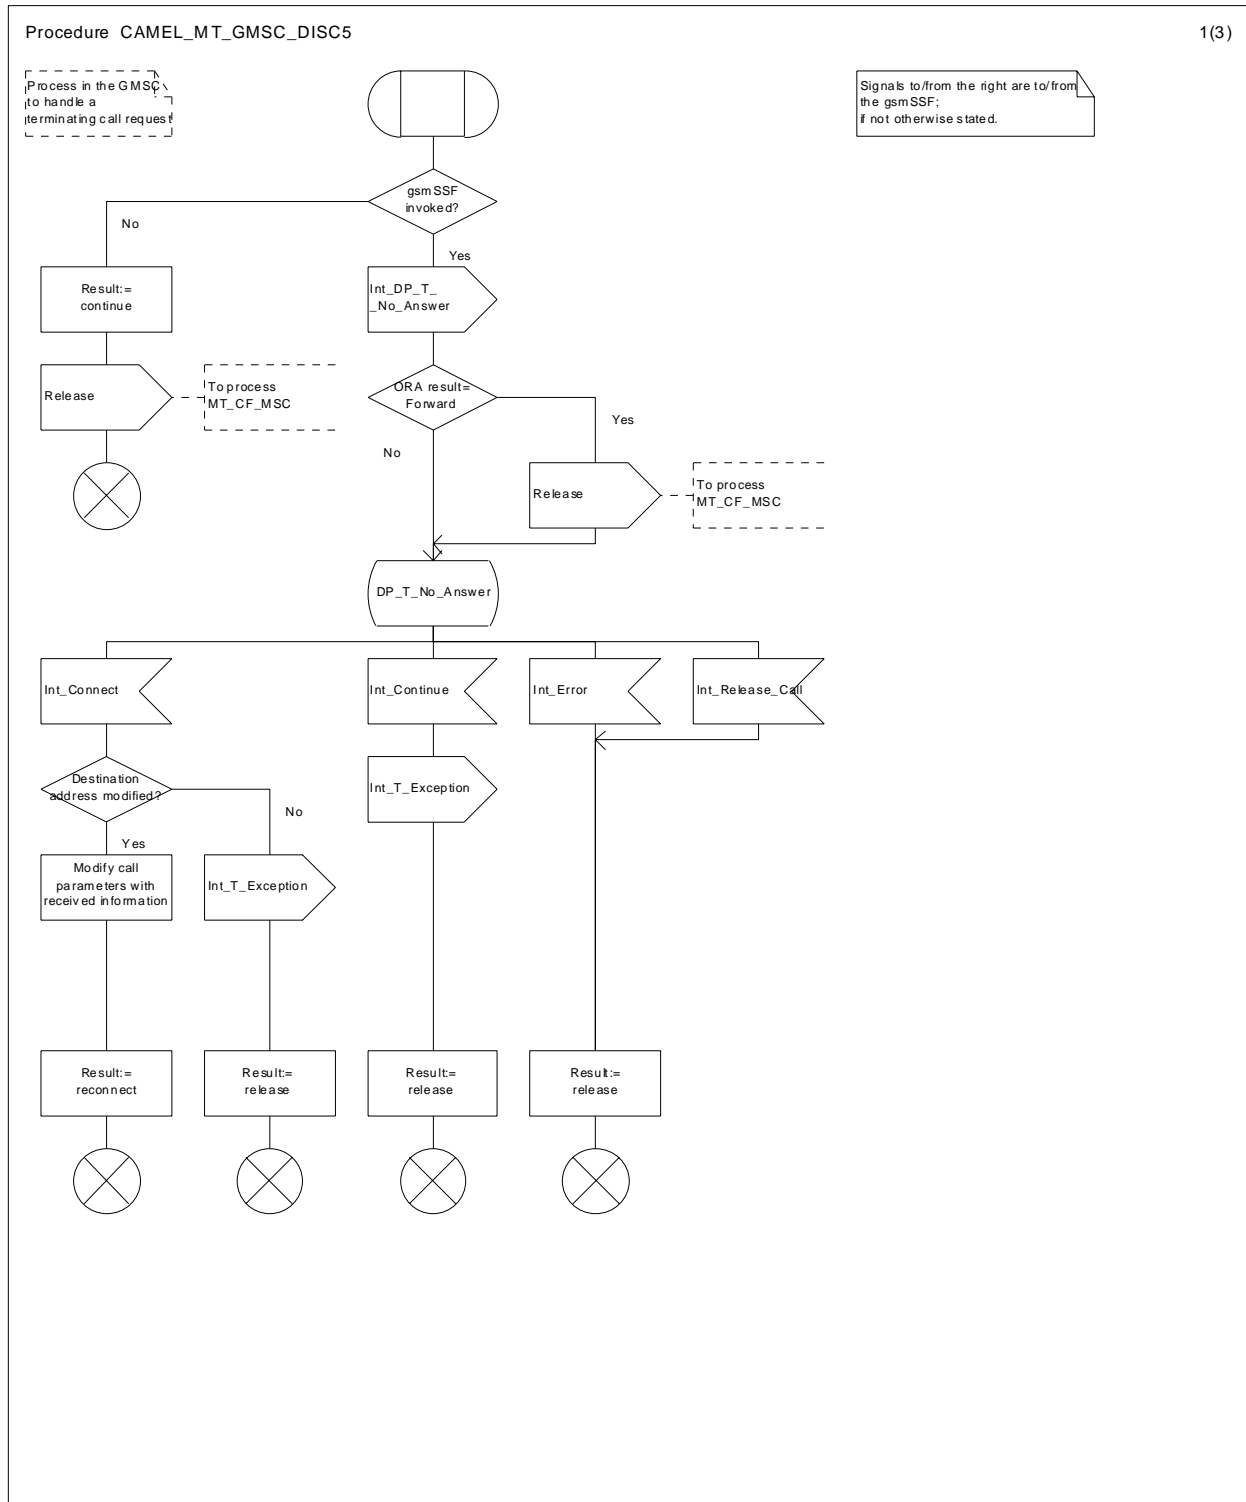 Procedure CAMEL_MT_GMSC_DISC5
1(3)
Process in the GMSC
to handle a
terminating call request
Signals to/from the right are to/from
the gsmSSF;
if not otherwise stated.
gsmSSF
invoked?
No
Yes
Result:=
continue
Int_DP_T_
_No_Answer
Release
To process
MT_CF_MSC
ORA result=
Forward
Yes
No
Release
To process
MT_CF_MSC
DP_T_No_Answer
Int_Connect
Int_Continue
Int_Error
Int_Release_Call
Destination
address modified?
Int_T_Exception
No
Yes
Modify call
parameters with
received information
Int_T_Exception
Result:=
reconnect
Result:=
release
Result:=
release
Result:=
release